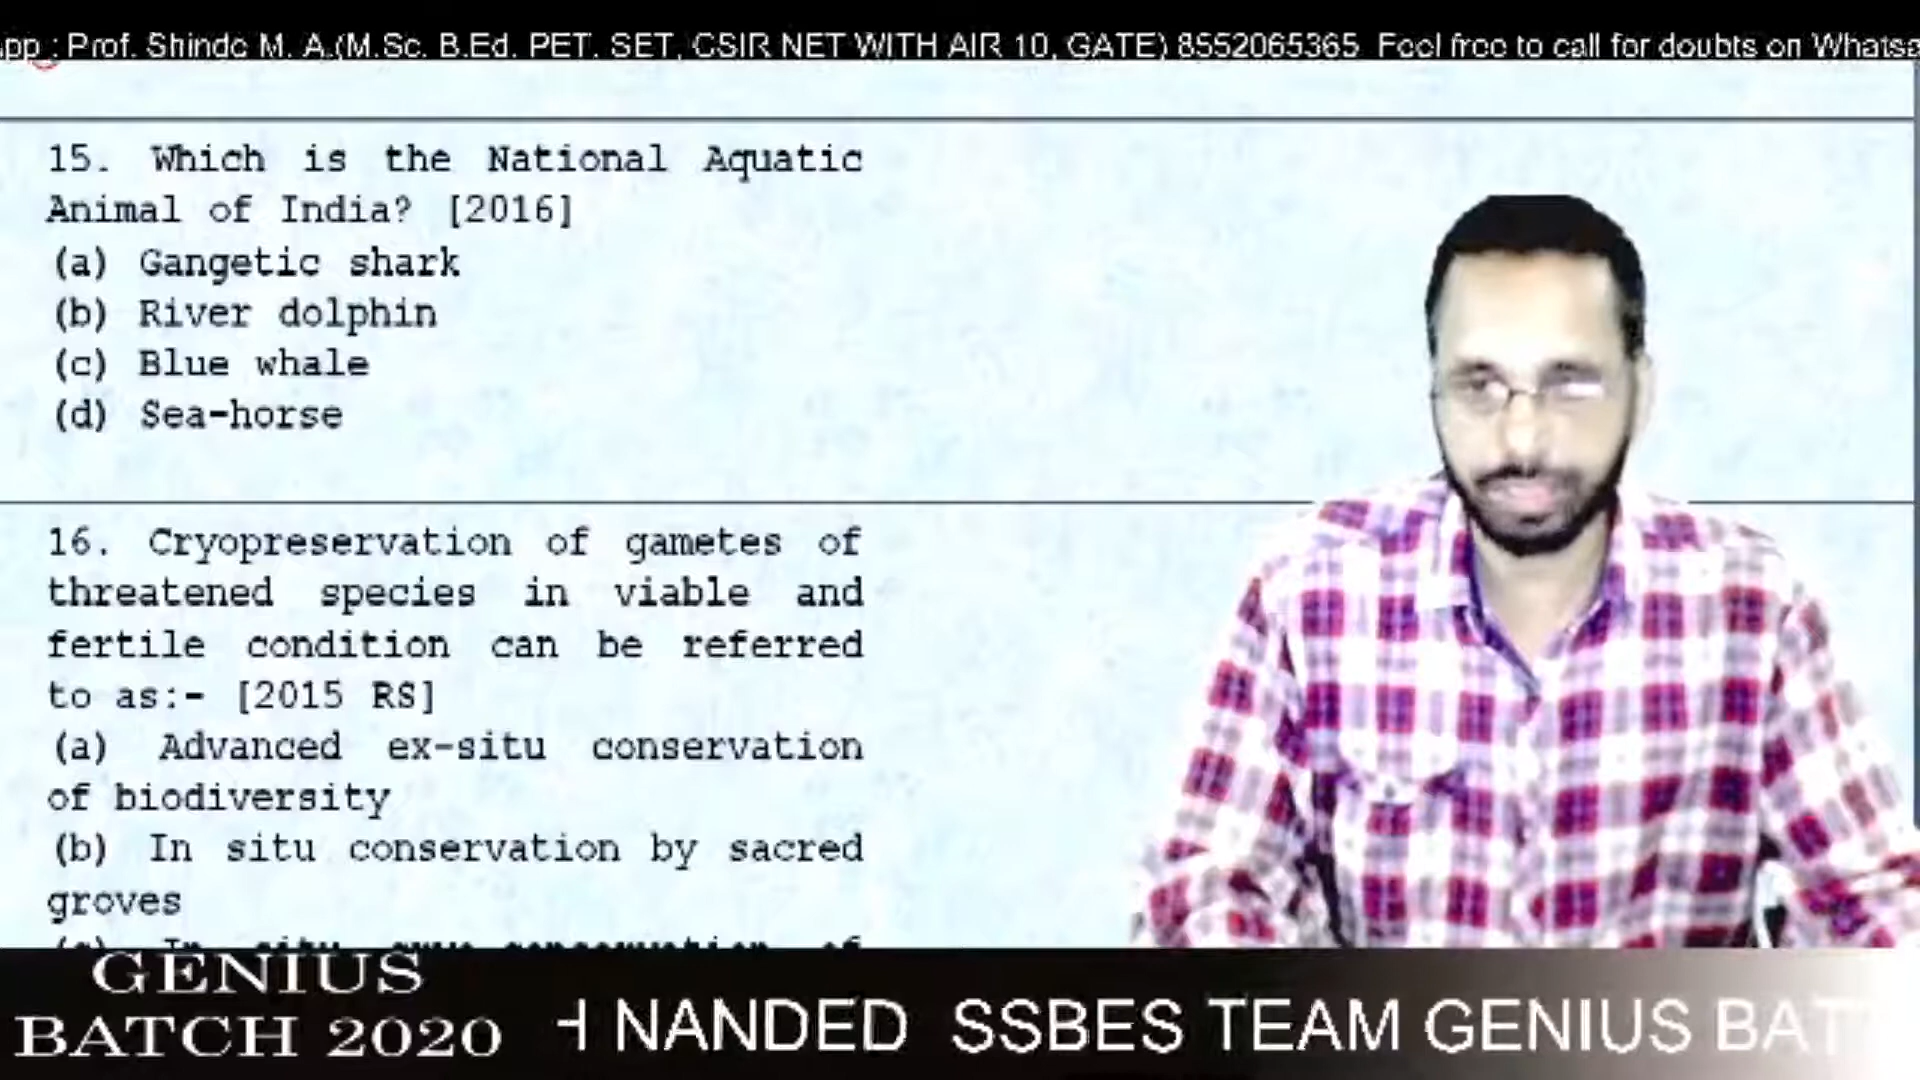 pp : Prof. Shinde M. A.(M.Sc. B.Ed. PET. SET, CSIR NET WITH AIR 10, GATE) 8552065365 Feel free to call for doubts on Whatsa
15. Which is the National Aquatic
Animal of India? [2016]
(a) Gangetic shark
(b) River dolphin
(c) Blue whale
(d) Sea-horse
16. Cryopreservation of gametes of
threatened species in viable and
fertile condition can be referred
to as:- [2015 RS]
(a) Advanced ex-situ conservation
of biodiversity
(b) In situ conservation by sacred
groves
GENIUS
BATCH 2020
H NANDED SSBES TEAM GENIUS BAT